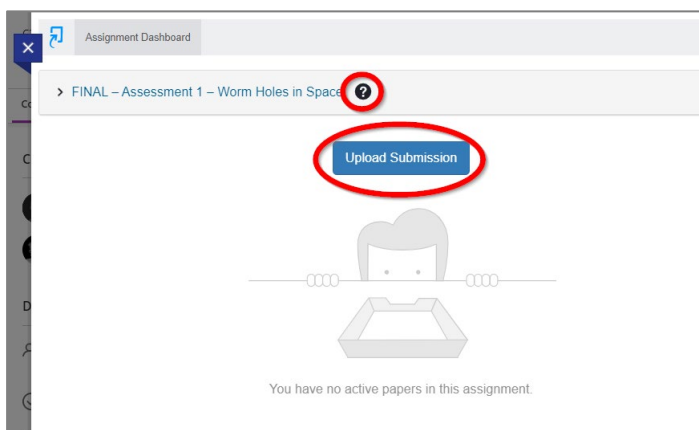 Assignment Dashboard
FINAL – Assessment 1 – Worm Holes in Space
Upload Submission
You have no active papers in this assignment.